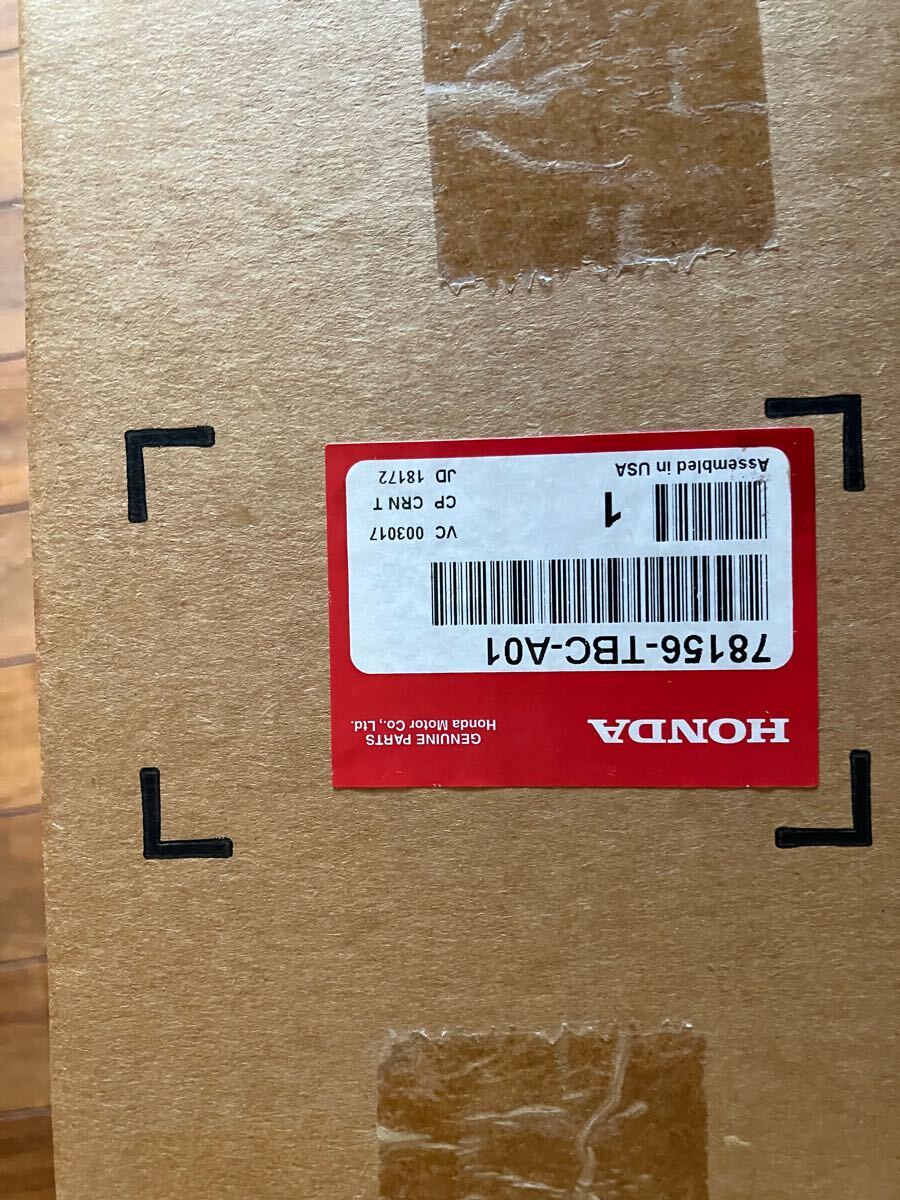 HONDA
GENUINE PARTS
Honda Motor Co., Ltd.
78156-TBC-A01
1
VC 003017
CP CRN T
JD 18172
Assembled in USA